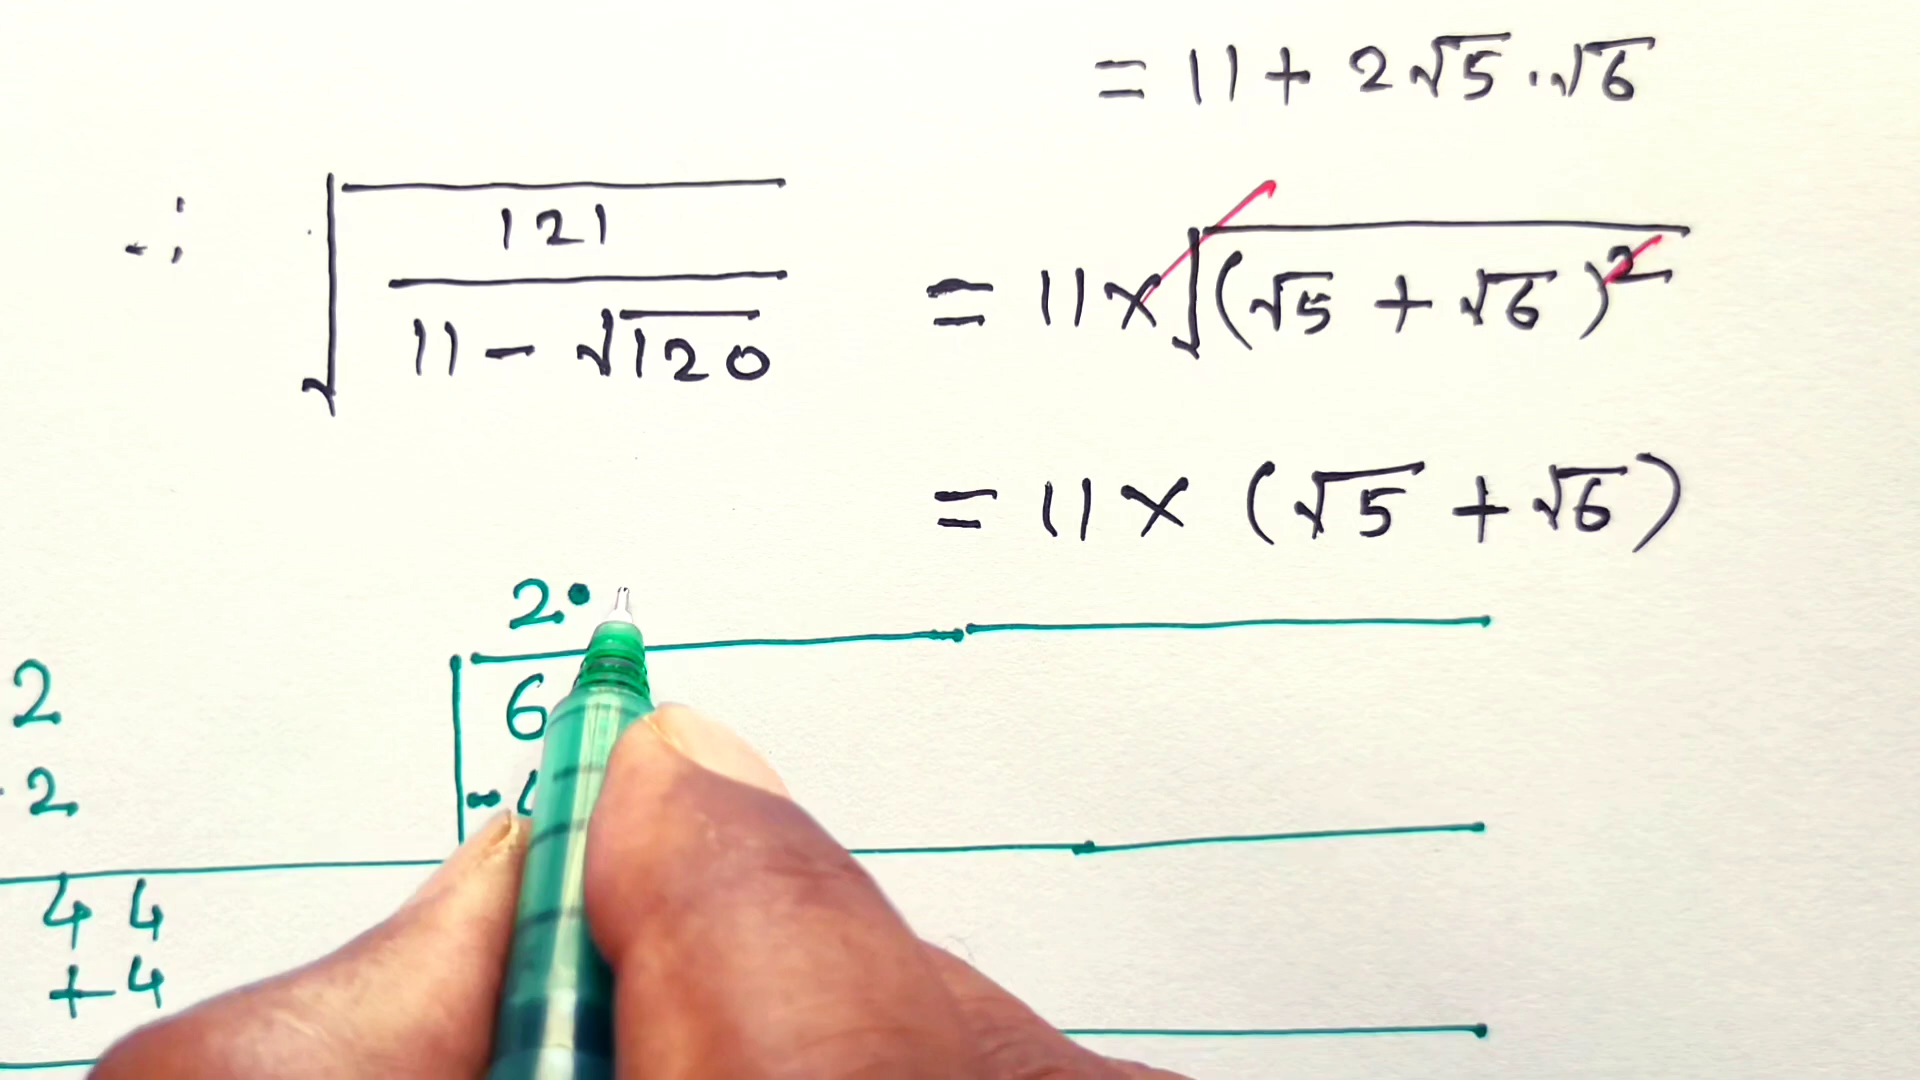 = 11 + 2√5 . √6
∴ √(121 / (11 - √120)) = 11 × √(√5 + √6)²
= 11 × (√5 + √6)
2.
2 6
2 -
4 4
+ 4